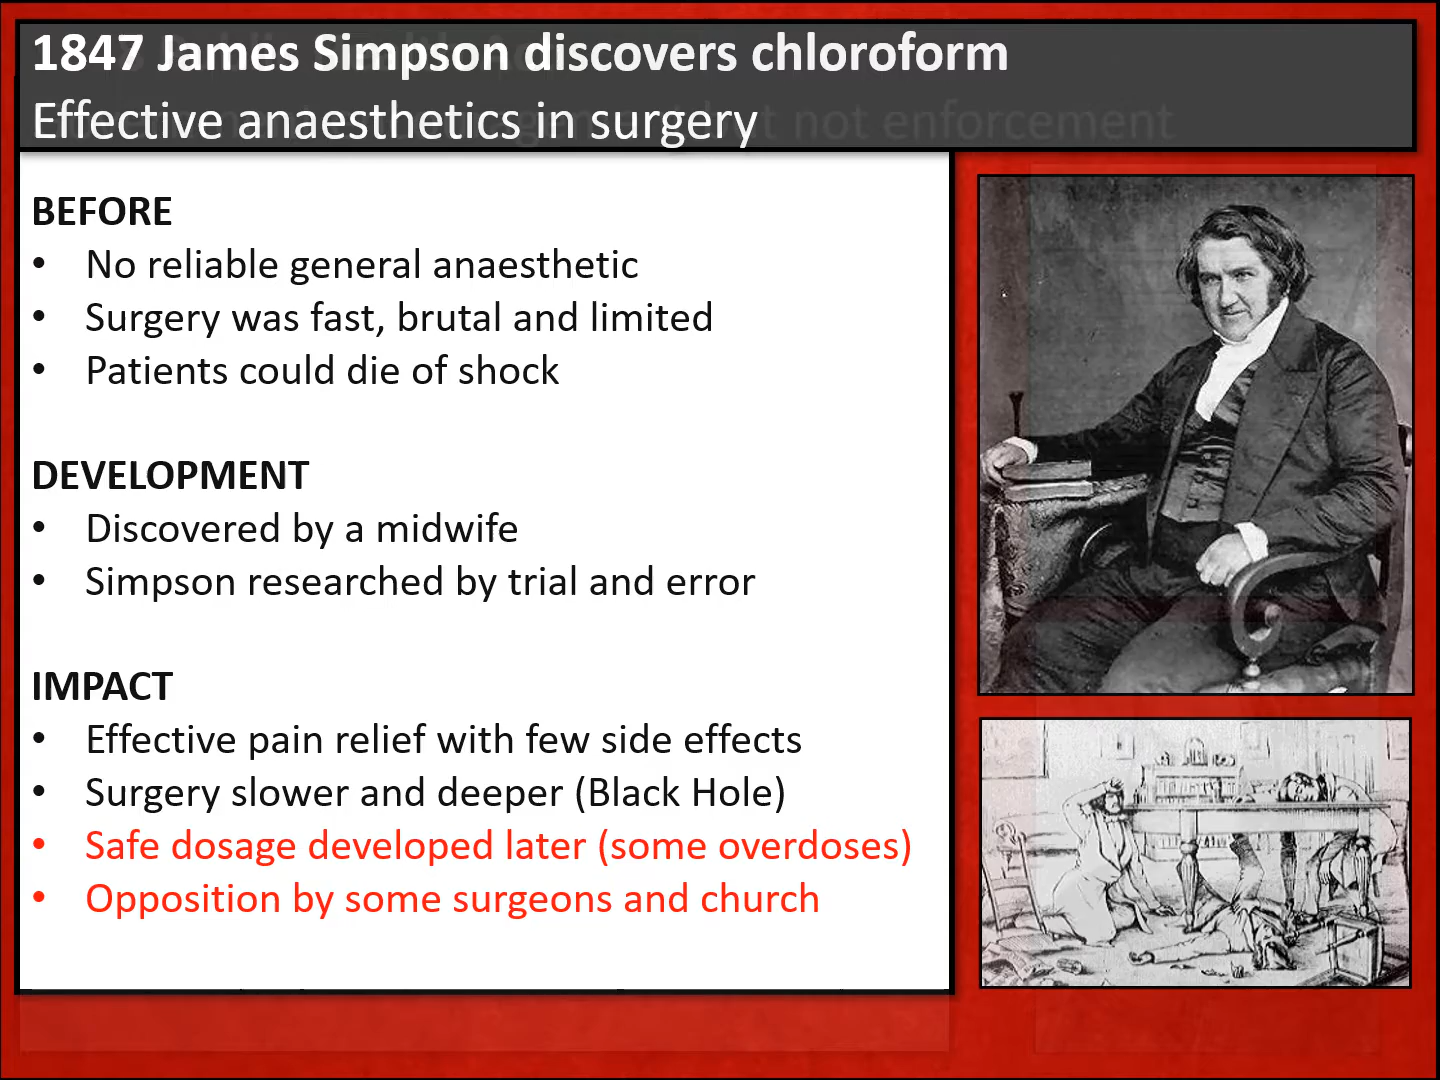 1847 James Simpson discovers chloroform
Effective anaesthetics in surgery
BEFORE
• No reliable general anaesthetic
• Surgery was fast, brutal and limited
• Patients could die of shock
DEVELOPMENT
• Discovered by a midwife
• Simpson researched by trial and error
IMPACT
• Effective pain relief with few side effects
• Surgery slower and deeper (Black Hole)
• Safe dosage developed later (some overdoses)
• Opposition by some surgeons and church